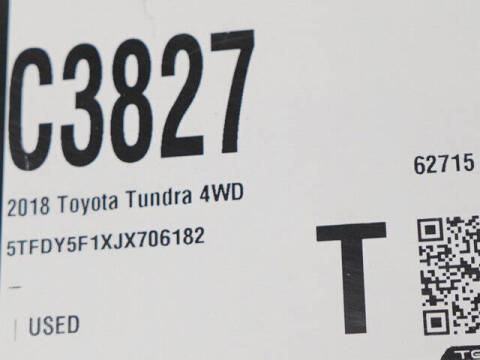 C3827
62715
2018 Toyota Tundra 4WD
5TFDY5F1XJX706182
T
| USED